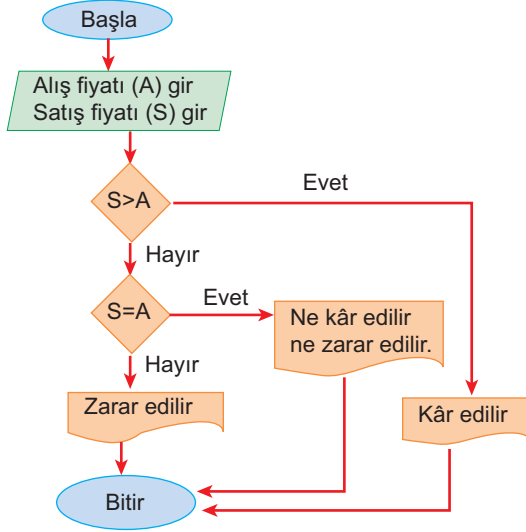 Başla
Alış fiyatı (A) gir
Satış fiyatı (S) gir
S>A
Evet
Hayır
S=A
Evet
Ne kâr edilir
ne zarar edilir.
Hayır
Zarar edilir
Kâr edilir
Bitir